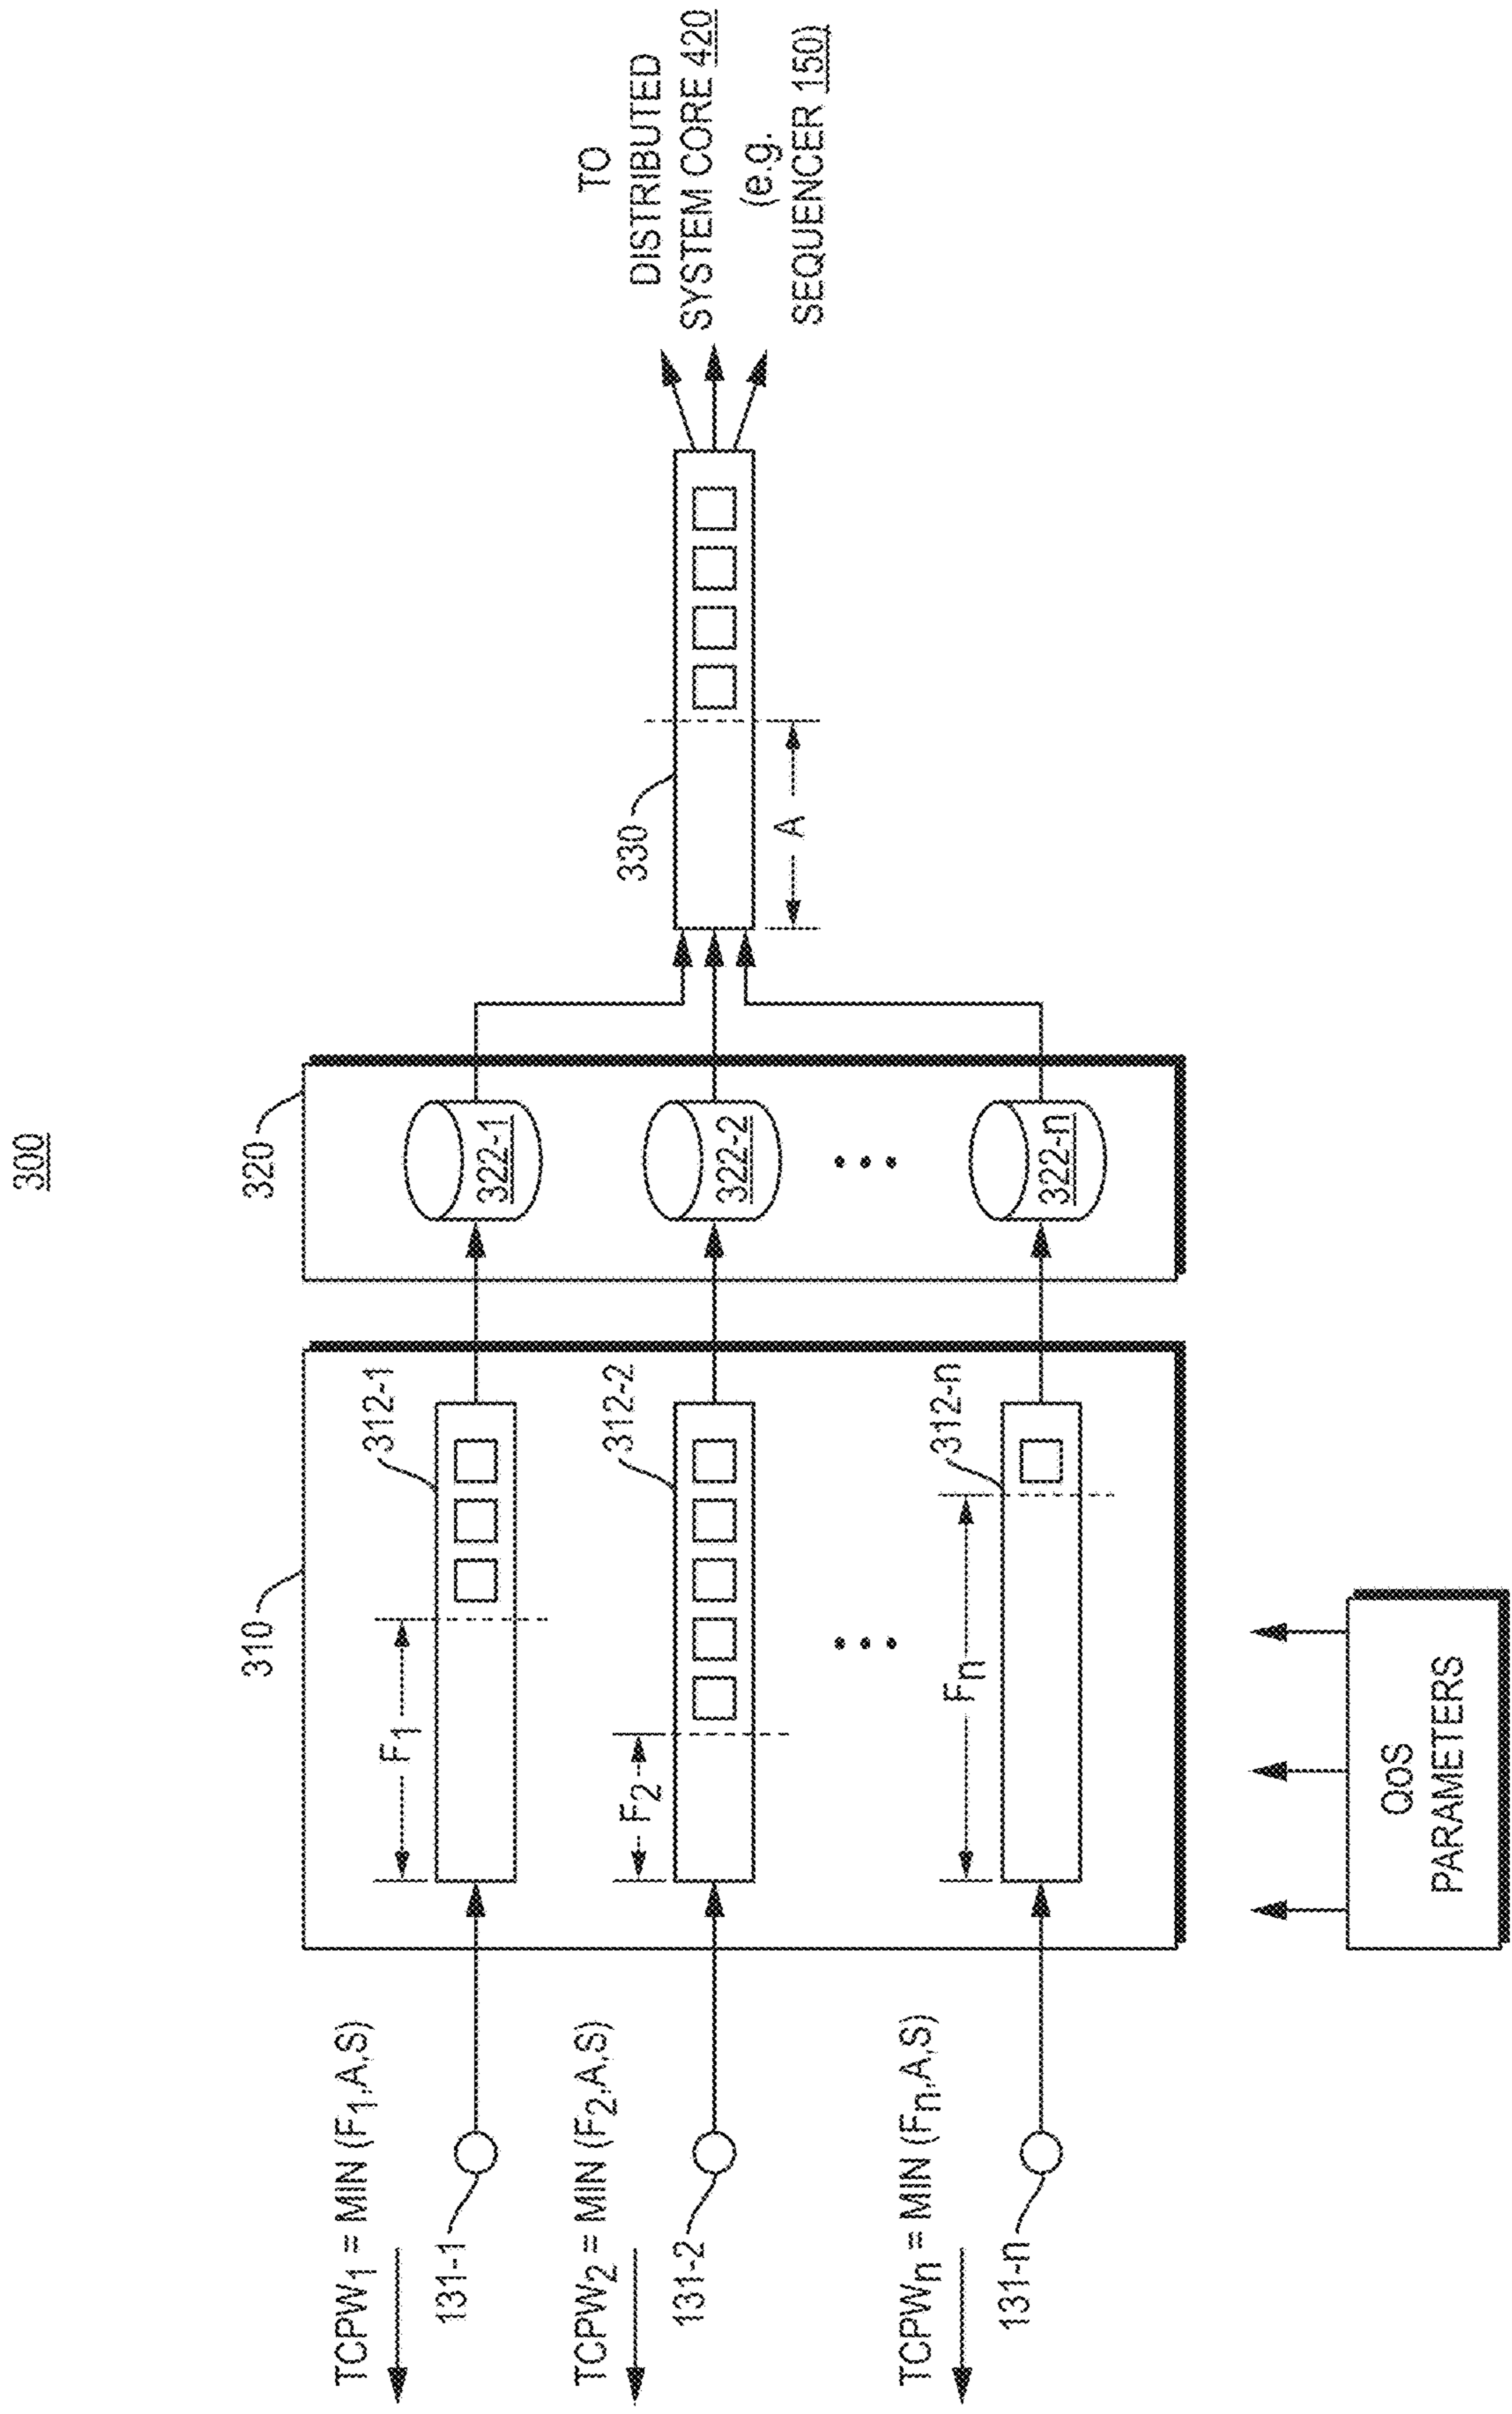 300
TCPW1 = MIN (F1,A,S)
131-1
TCPW2 = MIN (F2,A,S)
131-2
TCPWn = MIN (Fn,A,S)
131-n
310
F1
312-1
F2
312-2
Fn
312-n
320
322-1
322-2
322-n
330
A
TO
DISTRIBUTED
SYSTEM CORE 420
(e.g.
SEQUENCER 150)
QoS
PARAMETERS